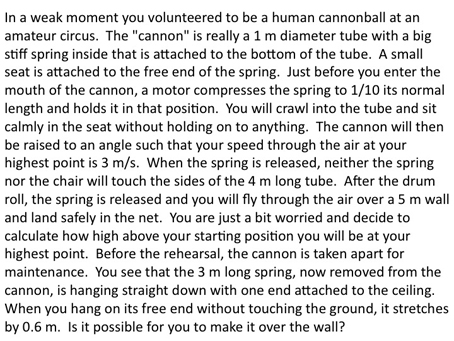 In a weak moment you volunteered to be a human cannonball at an
amateur circus.  The "cannon" is really a 1 m diameter tube with a big
stiff spring inside that is attached to the bottom of the tube.  A small
seat is attached to the free end of the spring.  Just before you enter the
mouth of the cannon, a motor compresses the spring to 1/10 its normal
length and holds it in that position.  You will crawl into the tube and sit
calmly in the seat without holding on to anything.  The cannon will then
be raised to an angle such that your speed through the air at your
highest point is 3 m/s.  When the spring is released, neither the spring
nor the chair will touch the sides of the 4 m long tube.  After the drum
roll, the spring is released and you will fly through the air over a 5 m wall
and land safely in the net.  You are just a bit worried and decide to
calculate how high above your starting position you will be at your
highest point.  Before the rehearsal, the cannon is taken apart for
maintenance.  You see that the 3 m long spring, now removed from the
cannon, is hanging straight down with one end attached to the ceiling.
When you hang on its free end without touching the ground, it stretches
by 0.6 m.  Is it possible for you to make it over the wall?